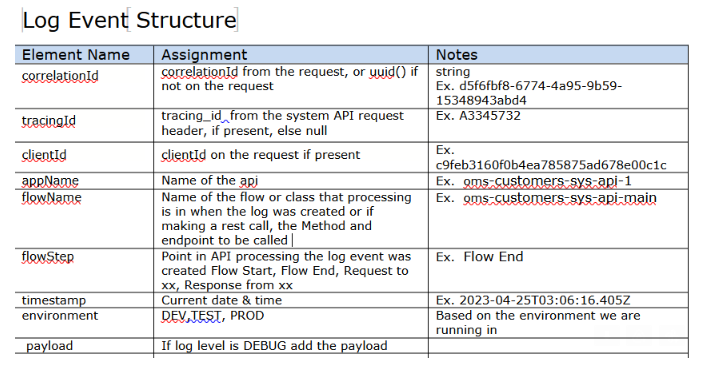 Log Event Structure
Element Name Assignment Notes
correlationId correlationId from the request, or uuid() if string
not on the request Ex. d5f6fbf8-6774-4a95-9b59-
15348943abd4
tracingId tracing_id from the system API request Ex. A3345732
header, if present, else null
clientId clientId on the request if present Ex.
c9feb3160f0b4ea785875ad678e00c1c
appName Name of the api Ex. oms-customers-sys-api-1
flowName Name of the flow or class that processing Ex. oms-customers-sys-api-main
is in when the log was created or if
making a rest call, the Method and
endpoint to be called
flowStep Point in API processing the log event was Ex. Flow End
created Flow Start, Flow End, Request to
xx, Response from xx
timestamp Current date & time Ex. 2023-04-25T03:06:16.405Z
environment DEV,TEST, PROD Based on the environment we are
running in
payload If log level is DEBUG add the payload